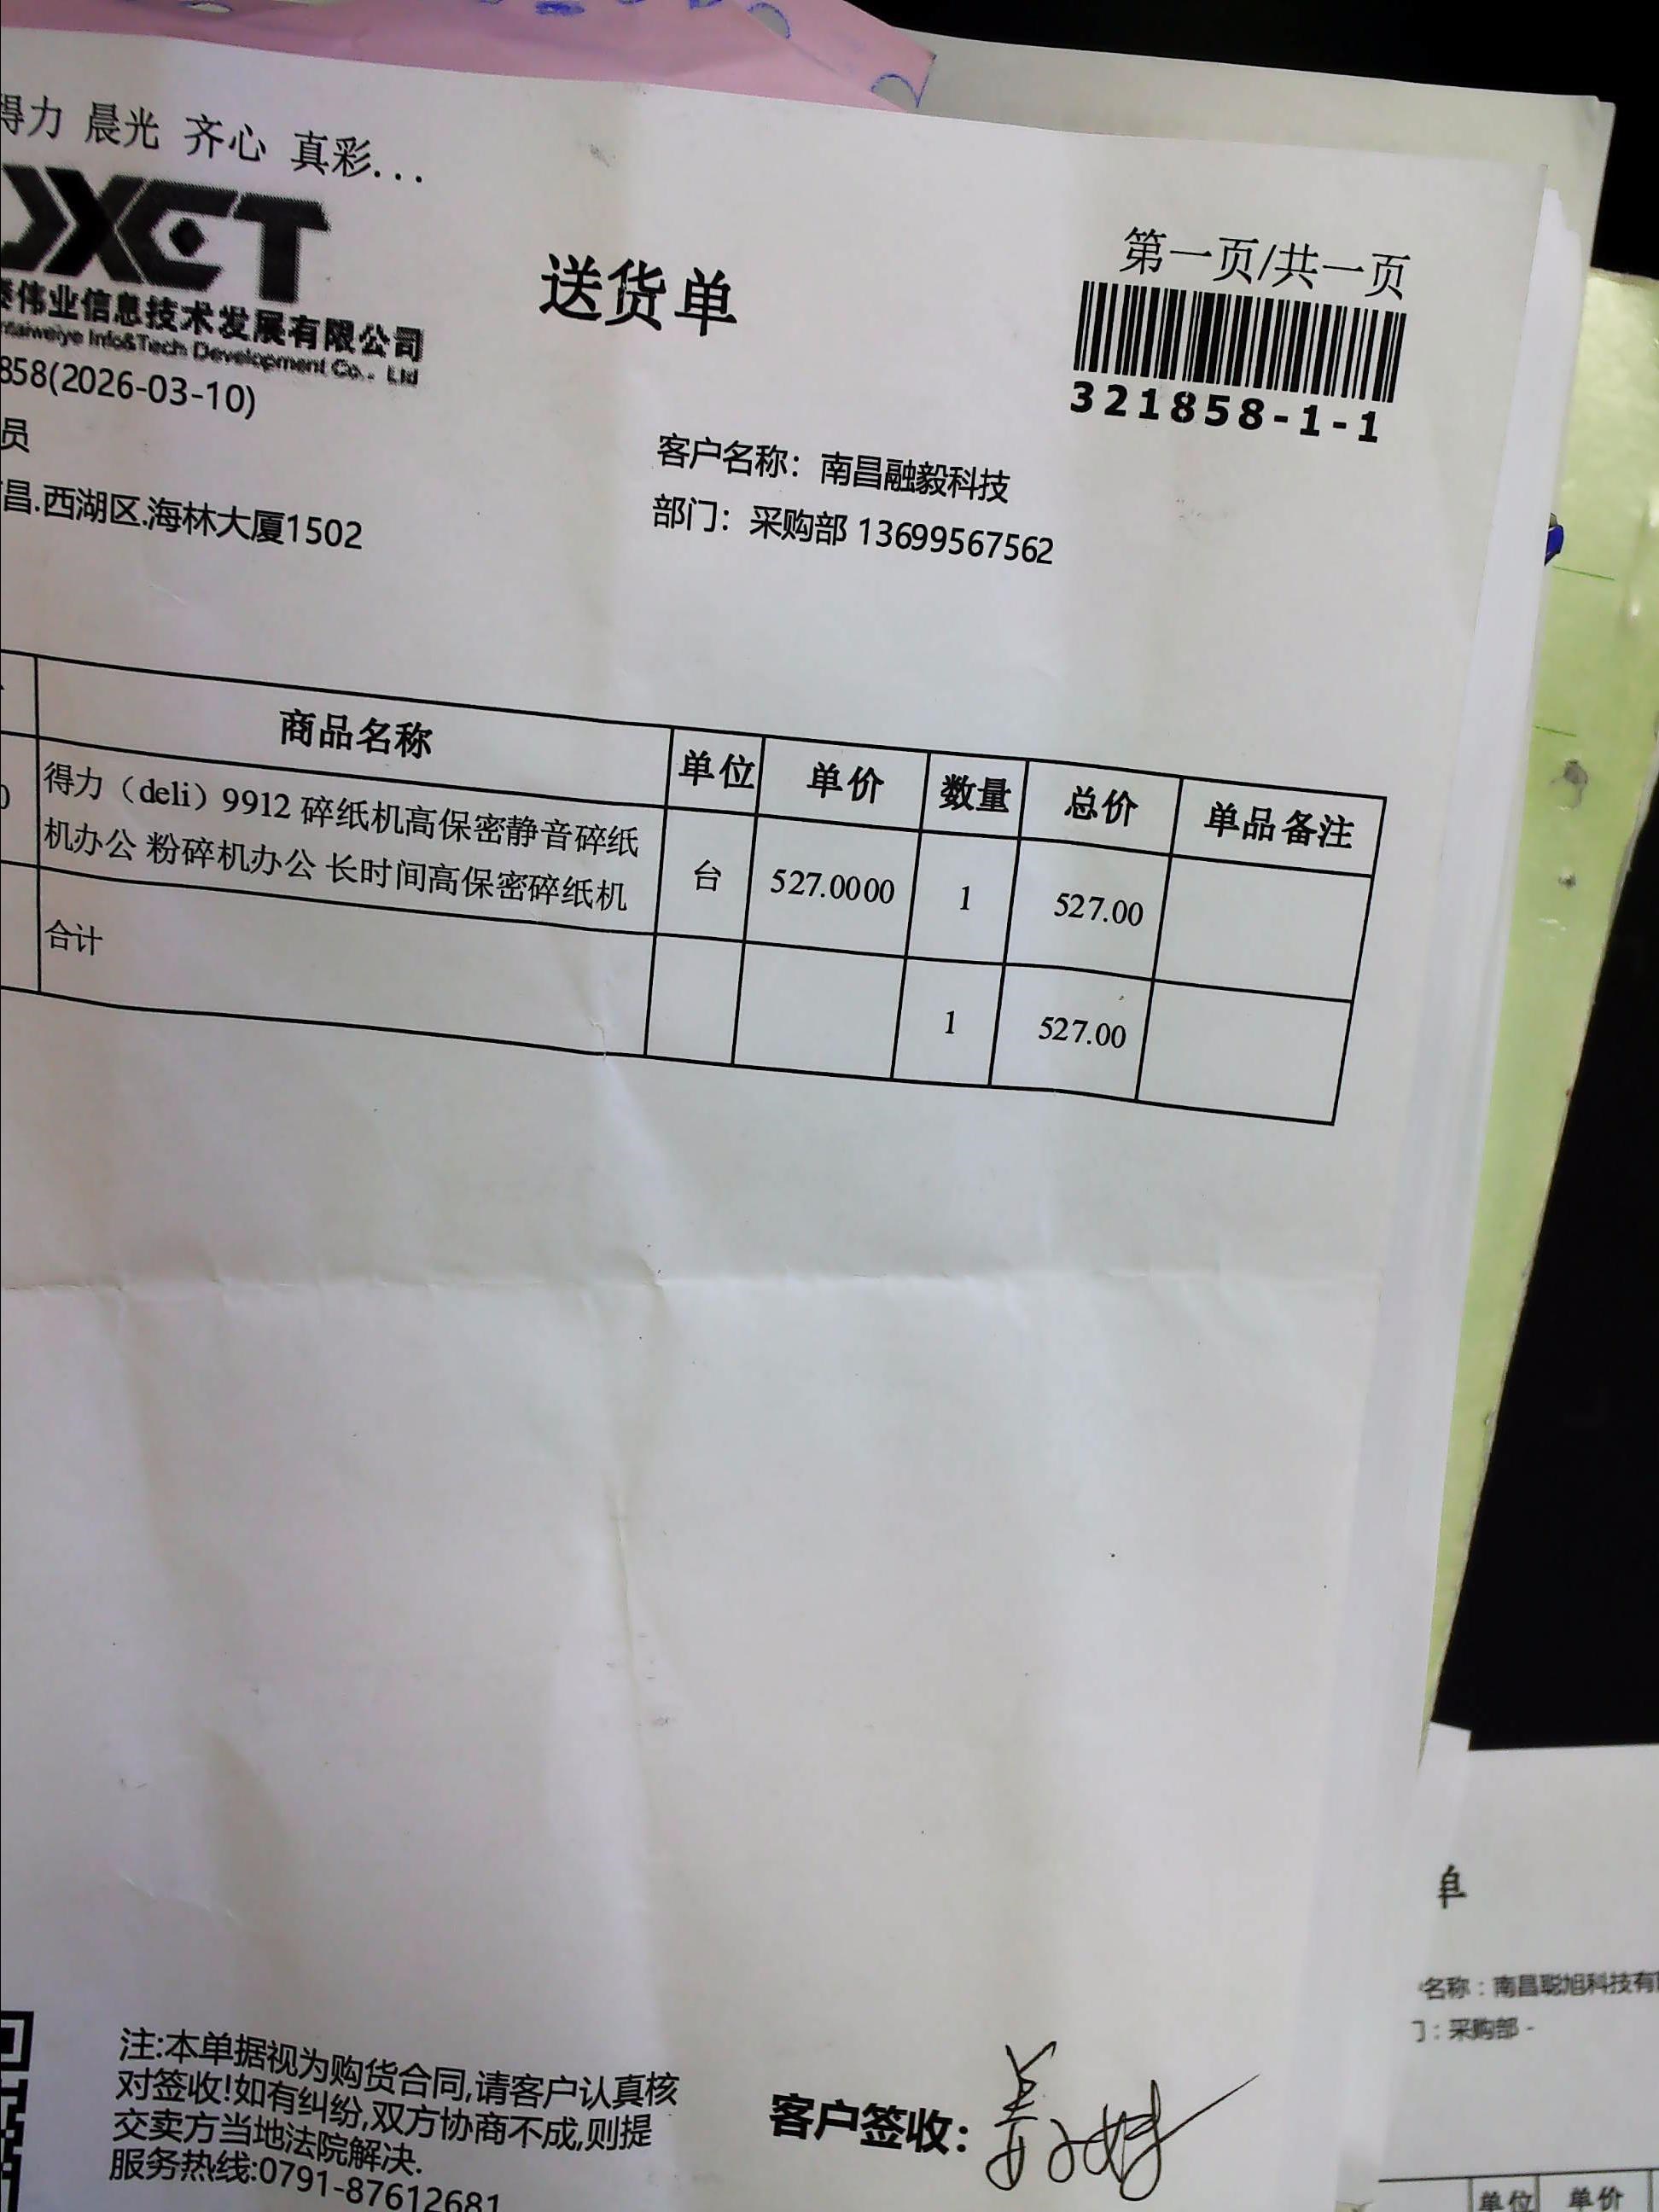 得力 晨光 齐心 真彩...
第一页/共一页
送货单
泰伟业信息技术发展有限公司
ntaiweiye Info&Tech Development Co., Ltd
321858-1-1
858(2026-03-10)
员
客户名称：南昌融毅科技
昌.西湖区.海林大厦1502
部门：采购部 13699567562
商品名称 单位 单价 数量 总价 单品备注
得力（deli）9912 碎纸机高保密静音碎纸
机办公 粉碎机办公 长时间高保密碎纸机 台 527.0000 1 527.00
合计 1 527.00
注:本单据视为购货合同,请客户认真核
对签收!如有纠纷,双方协商不成,则提
交卖方当地法院解决.
服务热线:0791-87612681
客户签收：
单
名称：南昌聪旭科技有
门：采购部 -
单位 单价